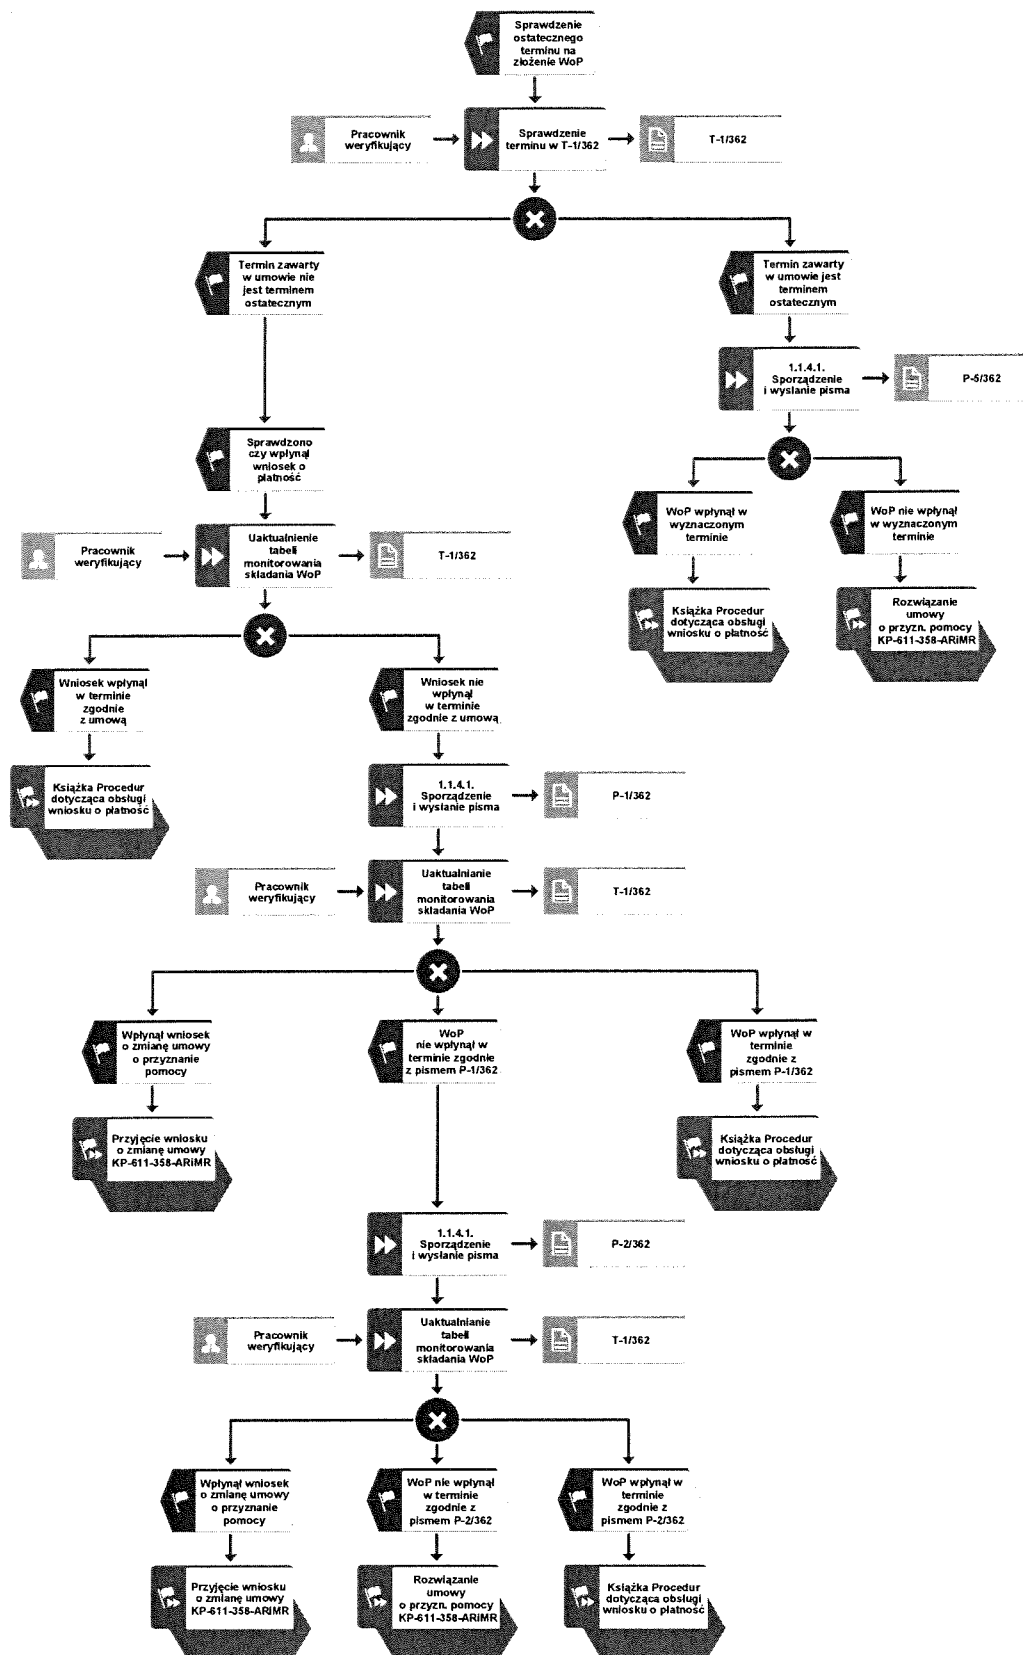 Sprawdzenie
ostatecznego
terminu na
złożenie WoP
Pracownik
weryfikujący
Sprawdzenie
terminu w T-1/362
T-1/362
Termin zawarty
w umowie nie
jest terminem
ostatecznym
Termin zawarty
w umowie jest
terminem
ostatecznym
1.1.4.1.
Sporządzenie
i wysłanie pisma
P-5/362
Sprawdzono
czy wpłynął
wniosek o
płatność
WoP wpłynął w
wyznaczonym
terminie
WoP nie wpłynął
w wyznaczonym
terminie
Pracownik
weryfikujący
Uaktualnienie
tabeli
monitorowania
składania WoP
T-1/362
Książka Procedur
dotycząca obsługi
wniosku o płatność
Rozwiązanie
umowy
o przyzn. pomocy
KP-611-358-ARiMR
Wniosek wpłynął
w terminie
zgodnie
z umową
Wniosek nie
wpłynął
w terminie
zgodnie z umową
Książka Procedur
dotycząca obsługi
wniosku o płatność
1.1.4.1.
Sporządzenie
i wysłanie pisma
P-1/362
Pracownik
weryfikujący
Uaktualnianie
tabeli
monitorowania
składania WoP
T-1/362
Wpłynął wniosek
o zmianę umowy
o przyznanie
pomocy
WoP
nie wpłynął w
terminie zgodnie
z pismem P-1/362
WoP wpłynął w
terminie
zgodnie z
pismem P-1/362
Przyjęcie wniosku
o zmianę umowy
KP-611-358-ARiMR
Książka Procedur
dotycząca obsługi
wniosku o płatność
1.1.4.1.
Sporządzenie
i wysłanie pisma
P-2/362
Pracownik
weryfikujący
Uaktualnianie
tabeli
monitorowania
składania WoP
T-1/362
Wpłynął wniosek
o zmianę umowy
o przyznanie
pomocy
WoP nie wpłynął
w terminie
zgodnie z
pismem P-2/362
WoP wpłynął w
terminie
zgodnie z
pismem P-2/362
Przyjęcie wniosku
o zmianę umowy
KP-611-358-ARiMR
Rozwiązanie
umowy
o przyzn. pomocy
KP-611-358-ARiMR
Książka Procedur
dotycząca obsługi
wniosku o płatność